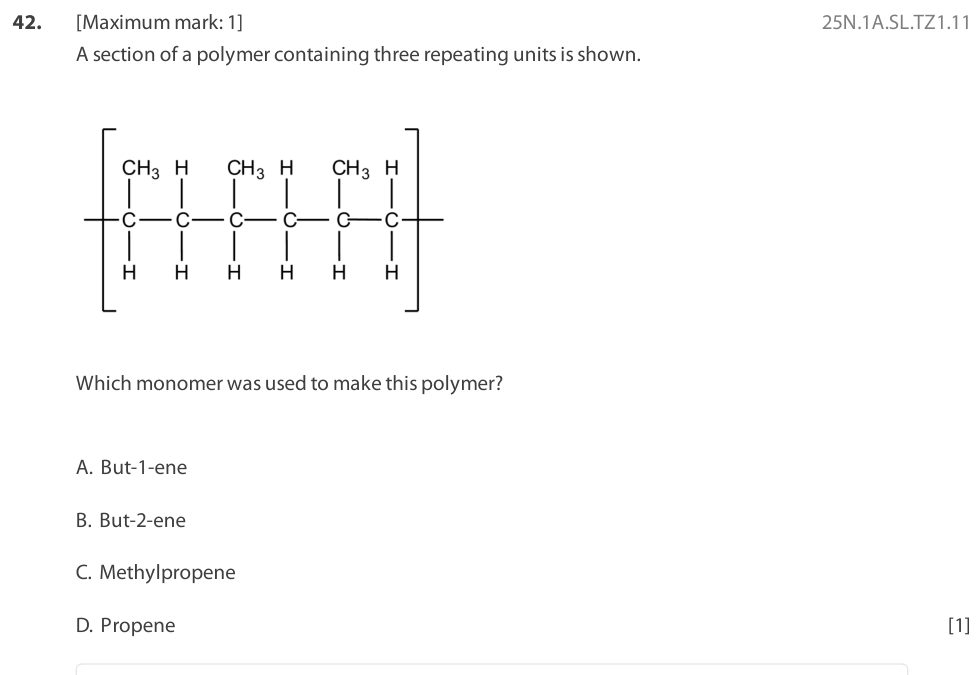 42. [Maximum mark: 1] 25N.1A.SL.TZ1.11
A section of a polymer containing three repeating units is shown.
CH3 H CH3 H CH3 H
C C C C C C
H H H H H H
Which monomer was used to make this polymer?
A. But-1-ene
B. But-2-ene
C. Methylpropene
D. Propene [1]